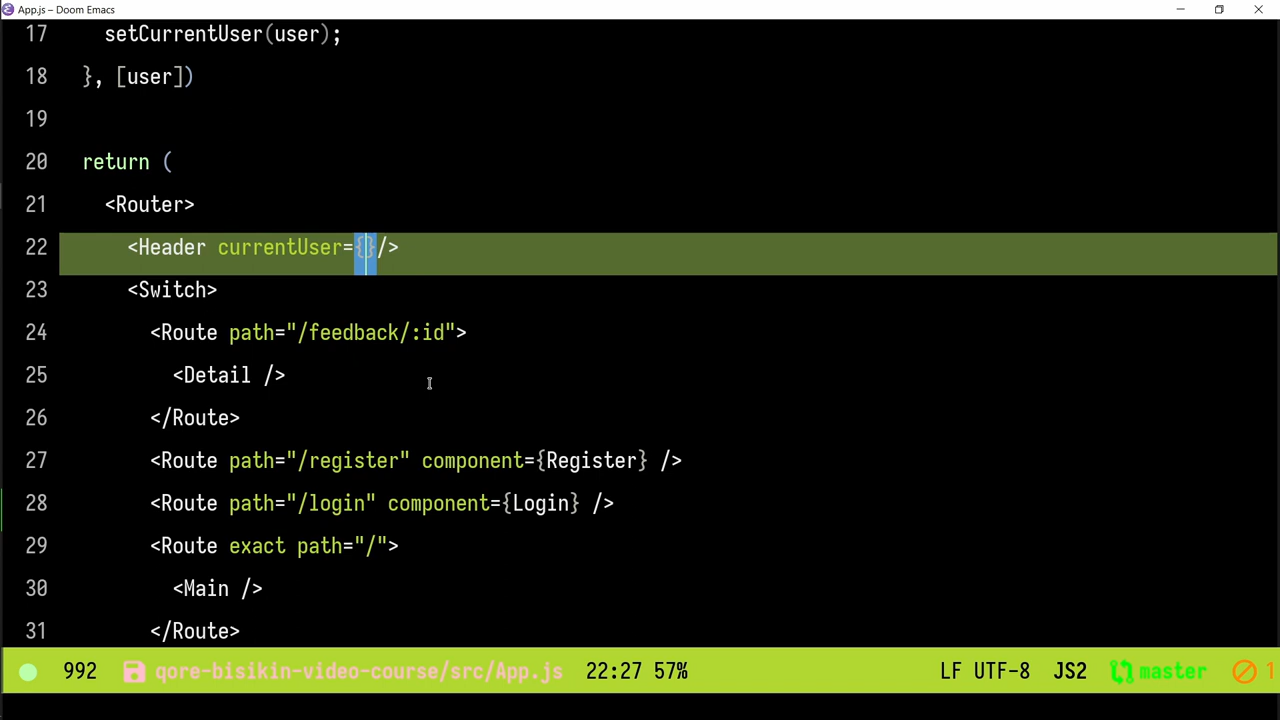 App.js – Doom Emacs
17 setCurrentUser(user);
18 }, [user])
19
20 return (
21 <Router>
22 <Header currentUser={}/>
23 <Switch>
24 <Route path="/feedback/:id">
25 <Detail />
26 </Route>
27 <Route path="/register" component={Register} />
28 <Route path="/login" component={Login} />
29 <Route exact path="/">
30 <Main />
31 </Route>
992 qore-bisikin-video-course/src/App.js 22:27 57% LF UTF-8 JS2 master 1